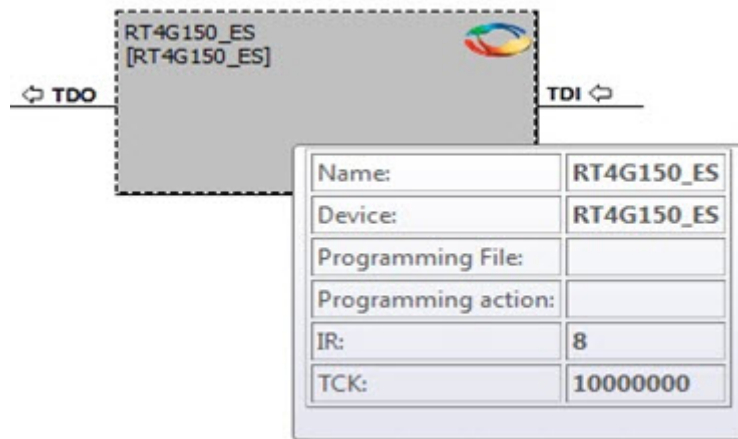 RT4G150_ES
[RT4G150_ES]
TDO
TDI
Name: RT4G150_ES
Device: RT4G150_ES
Programming File:
Programming action:
IR: 8
TCK: 10000000